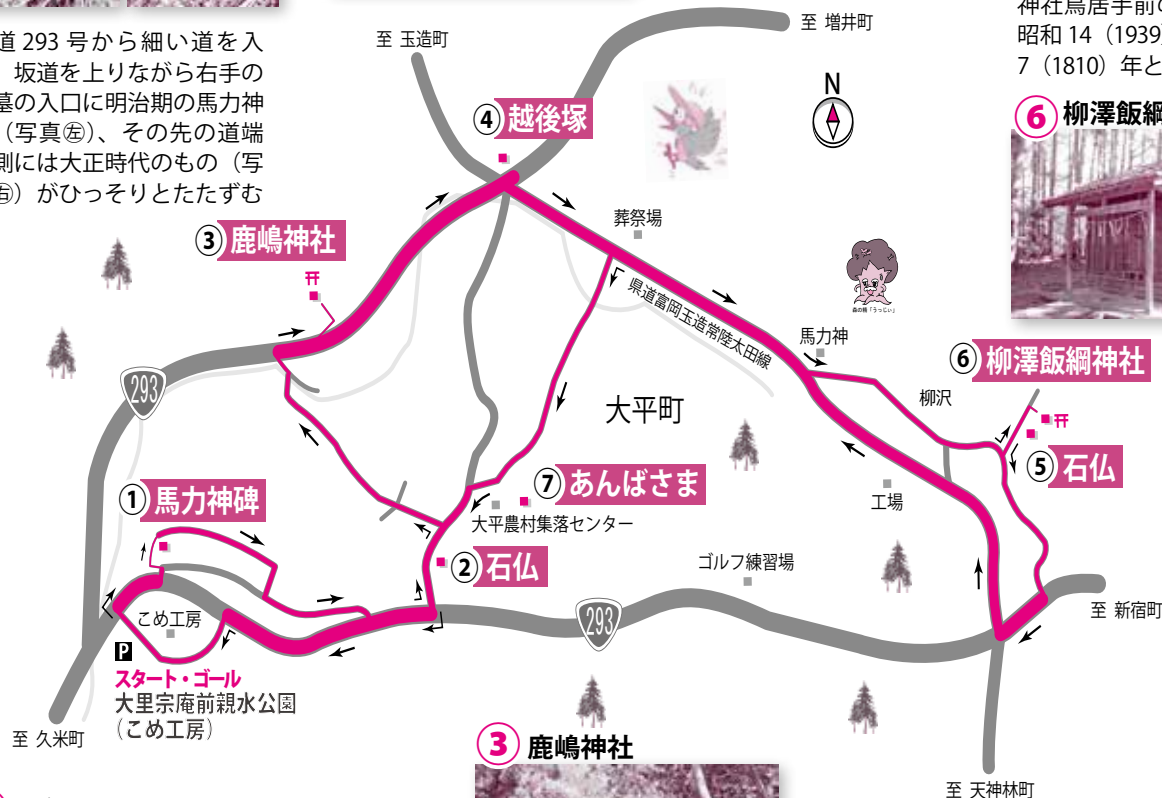 道 293 号から細い道を入
坂道を上りながら右手の
墓の入口に明治期の馬力神
（写真㊧）、その先の道端
側には大正時代のもの（写
㊨）がひっそりとたたずむ
神社鳥居手前の
昭和 14（1939）
7（1810）年と
⑥ 柳澤飯綱
至 玉造町
至 増井町
N
④ 越後塚
③ 鹿嶋神社
葬祭場
県道富岡玉造常陸太田線
森の精「うっじぃ」
馬力神
⑥ 柳澤飯綱神社
柳沢
293
大平町
⑤ 石仏
① 馬力神碑
⑦ あんばさま
大平農村集落センター
工場
② 石仏
ゴルフ練習場
こめ工房
293
至 新宿町
P
スタート・ゴール
大里宗庵前親水公園
（こめ工房）
至 久米町
③ 鹿嶋神社
至 天神林町